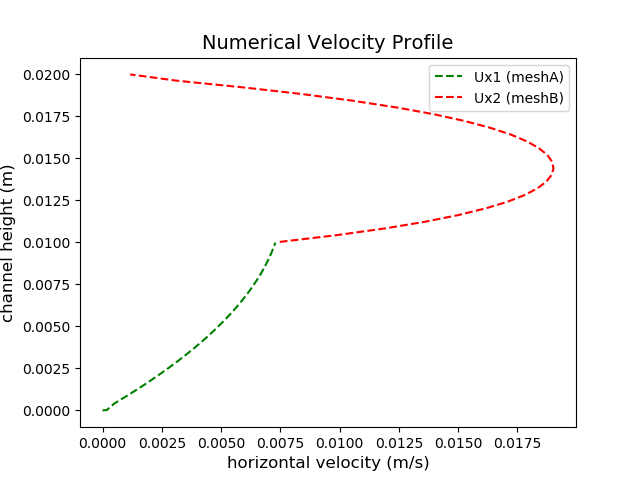 Numerical Velocity Profile
Ux1 (meshA)
Ux2 (meshB)
channel height (m)
0.0200
0.0175
0.0150
0.0125
0.0100
0.0075
0.0050
0.0025
0.0000
0.0000 0.0025 0.0050 0.0075 0.0100 0.0125 0.0150 0.0175
horizontal velocity (m/s)